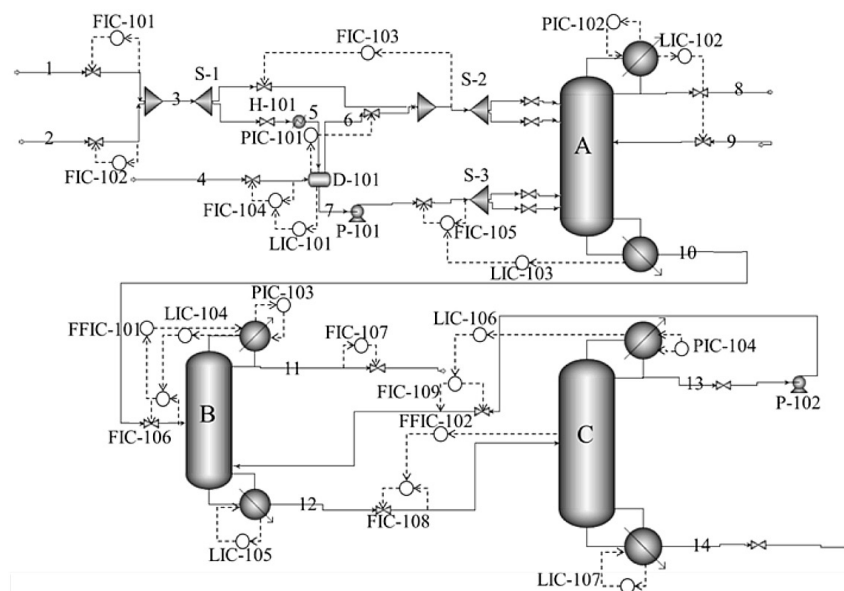 FIC-101
FIC-103
PIC-102
LIC-102
1
S-1
S-2
3
H-101
5
6
8
PIC-101
2
A
9
FIC-102
4
D-101
S-3
FIC-104
7
LIC-101
P-101
FIC-105
LIC-103
10
PIC-103
LIC-104
LIC-106
FFIC-101
FIC-107
PIC-104
11
FIC-109
13
P-102
B
FFIC-102
C
FIC-106
12
FIC-108
LIC-105
14
LIC-107